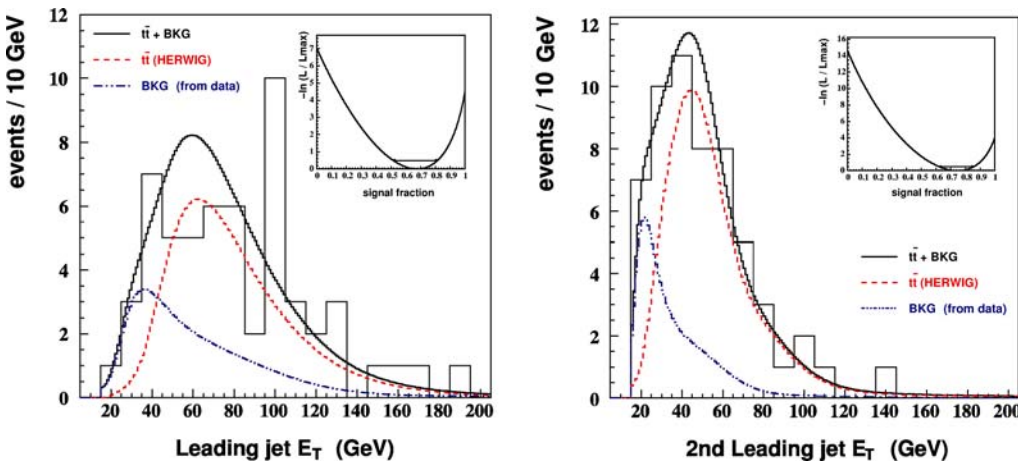 events / 10 GeV
12
10
8
6
4
2
0
tt̄ + BKG
tt̄ (HERWIG)
BKG (from data)
-ln (L / Lmax)
7
6
5
4
3
2
1
0
0 0.1 0.2 0.3 0.4 0.5 0.6 0.7 0.8 0.9 1
signal fraction
20 40 60 80 100 120 140 160 180 200
Leading jet E_T (GeV)
events / 10 GeV
12
10
8
6
4
2
0
-ln (L / Lmax)
16
14
12
10
8
6
4
2
0
0 0.1 0.2 0.3 0.4 0.5 0.6 0.7 0.8 0.9 1
signal fraction
tt̄ + BKG
tt̄ (HERWIG)
BKG (from data)
20 40 60 80 100 120 140 160 180 200
2nd Leading jet E_T (GeV)